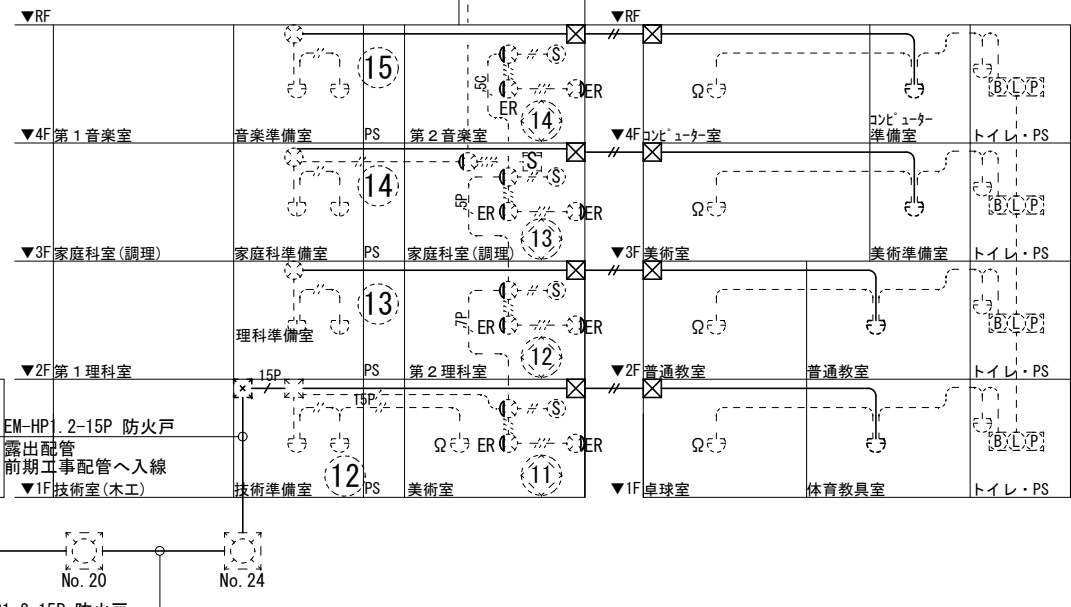 ▼RF
▼RF
15
S
.5C
ER
ER
14
Ω
B L P
▼4F 第1音楽室
音楽準備室
PS
第2音楽室
▼4F コンピューター室
コンピューター
準備室
トイレ・PS
S
14
S
.5P
ER
ER
13
Ω
B L P
▼3F 家庭科室(調理)
家庭科準備室
PS
家庭科室(調理)
▼3F 美術室
美術準備室
トイレ・PS
13
S
.7P
ER
ER
12
Ω
B L P
理科準備室
▼2F 第1理科室
PS
第2理科室
▼2F 普通教室
普通教室
トイレ・PS
15P
15P
S
EM-HP1.2-15P 防火戸
露出配管
前期工事配管へ入線
Ω
ER
ER
Ω
B L P
12
11
▼1F 技術室(木工)
技術準備室
PS
美術室
▼1F 卓球室
体育教具室
トイレ・PS
No.20
No.24
P1.2-15P 防火戸